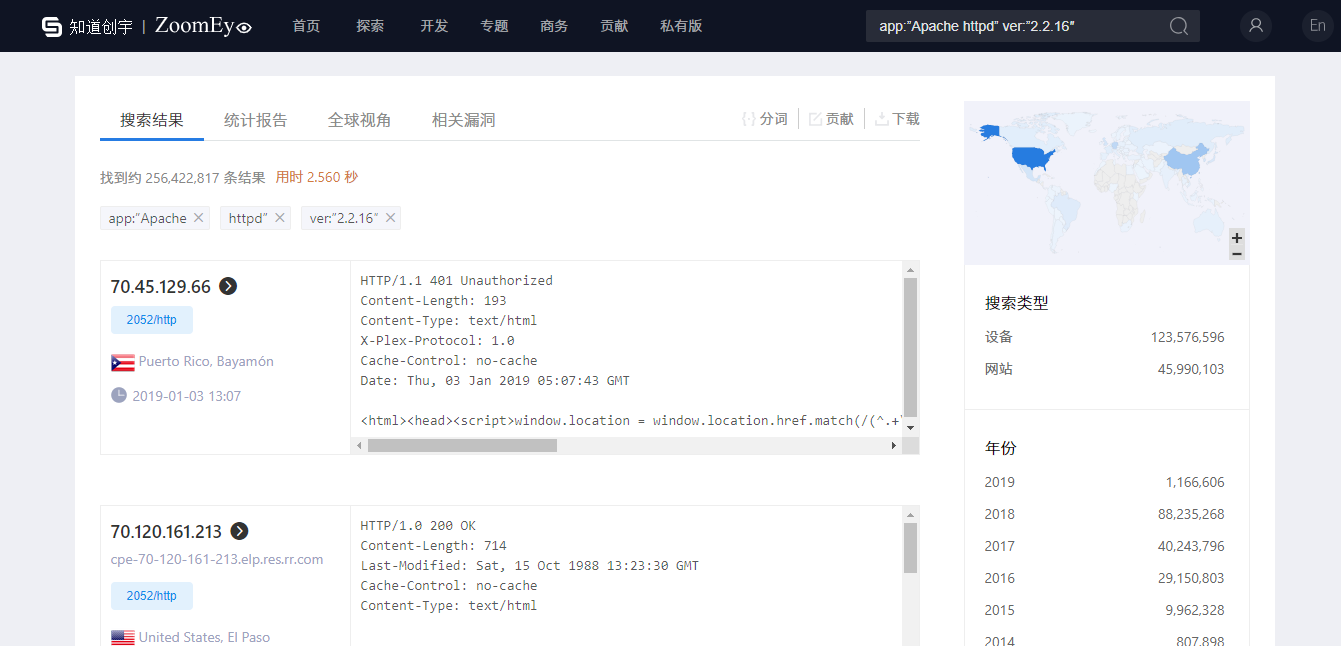 知道创宇 | ZoomEye 首页 探索 开发 专题 商务 贡献 私有版 app:"Apache httpd" ver:"2.2.16" En
搜索结果 统计报告 全球视角 相关漏洞 分词 贡献 下载
找到约 256,422,817 条结果 用时 2.560 秒
app:"Apache × httpd" × ver:"2.2.16" ×
70.45.129.66
2052/http
Puerto Rico, Bayamón
2019-01-03 13:07
HTTP/1.1 401 Unauthorized
Content-Length: 193
Content-Type: text/html
X-Plex-Protocol: 1.0
Cache-Control: no-cache
Date: Thu, 03 Jan 2019 05:07:43 GMT
<html><head><script>window.location = window.location.href.match(/(^.+
70.120.161.213
cpe-70-120-161-213.elp.res.rr.com
2052/http
United States, El Paso
HTTP/1.0 200 OK
Content-Length: 714
Last-Modified: Sat, 15 Oct 1988 13:23:30 GMT
Cache-Control: no-cache
Content-Type: text/html
+
−
搜索类型
设备 123,576,596
网站 45,990,103
年份
2019 1,166,606
2018 88,235,268
2017 40,243,796
2016 29,150,803
2015 9,962,328
2014 807,898